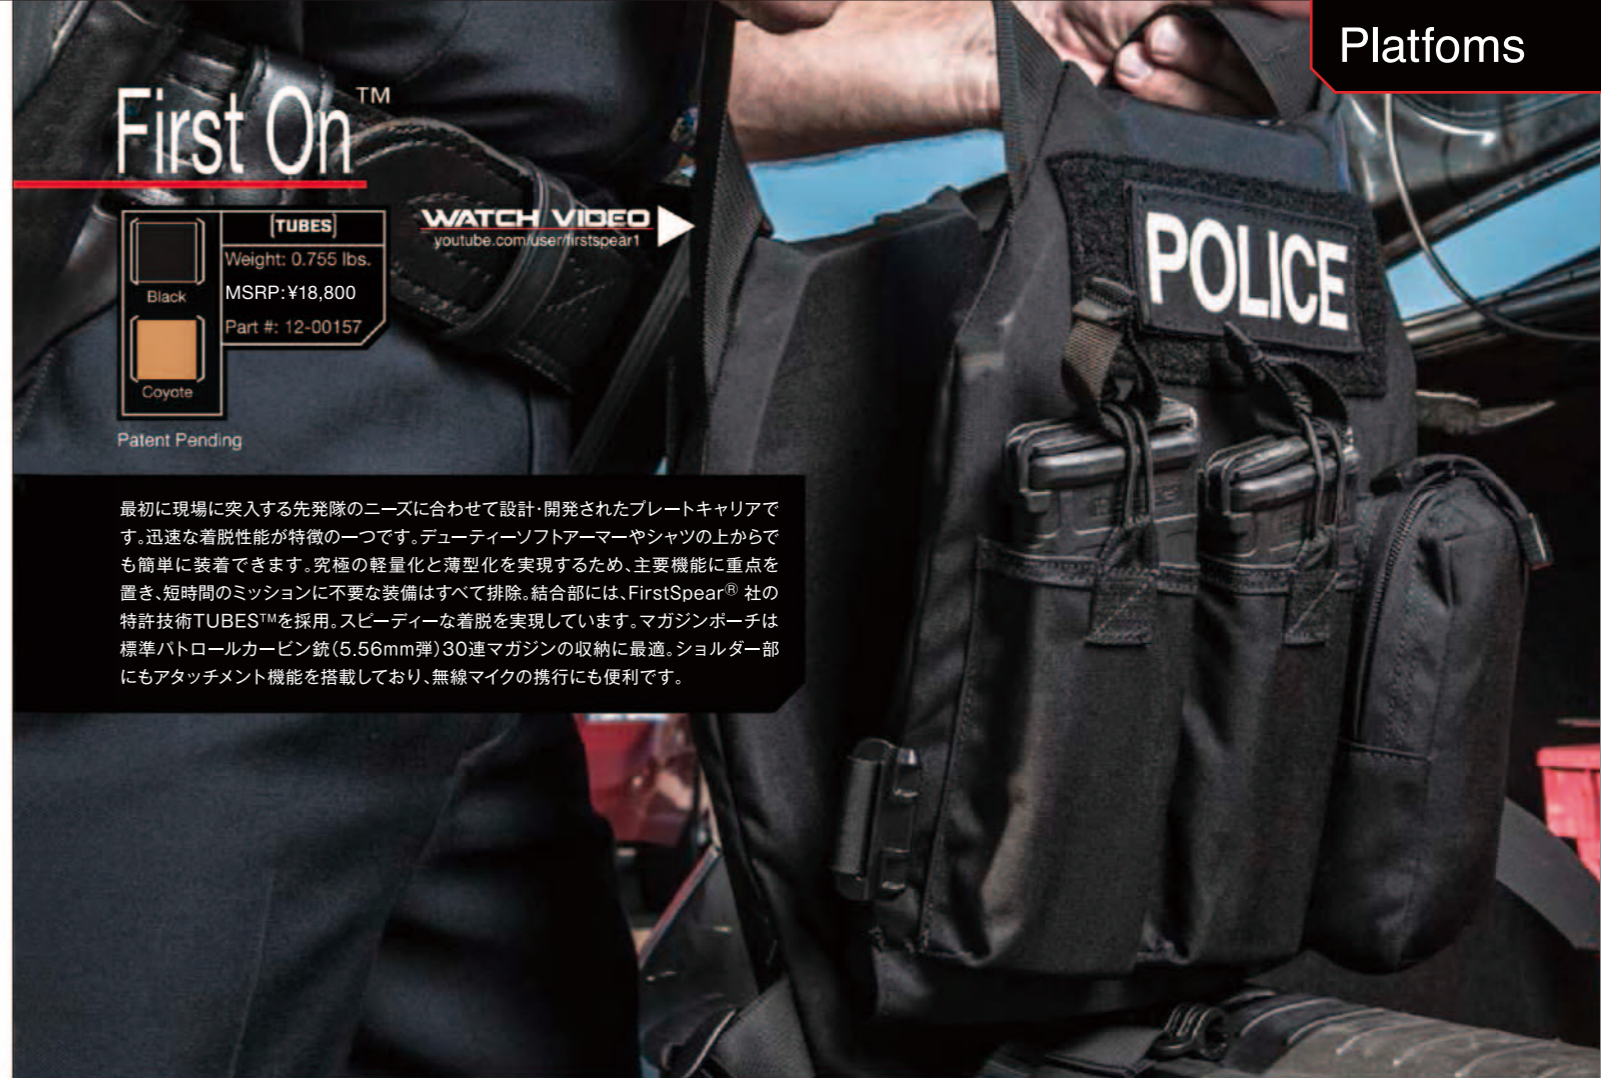 Platfoms
First On™
[TUBES]
Weight: 0.755 lbs.
MSRP:¥18,800
Part #: 12-00157
Black
Coyote
Patent Pending
WATCH VIDEO
youtube.com/user/firstspear1
POLICE
最初に現場に突入する先発隊のニーズに合わせて設計・開発されたプレートキャリアで
す。迅速な着脱性能が特徴の一つです。デューティーソフトアーマーやシャツの上からで
も簡単に装着できます。究極の軽量化と薄型化を実現するため、主要機能に重点を
置き、短時間のミッションに不要な装備はすべて排除。結合部には、FirstSpear® 社の
特許技術TUBES™を採用。スピーディーな着脱を実現しています。マガジンポーチは
標準パトロールカービン銃(5.56mm弾)30連マガジンの収納に最適。ショルダー部
にもアタッチメント機能を搭載しており、無線マイクの携行にも便利です。